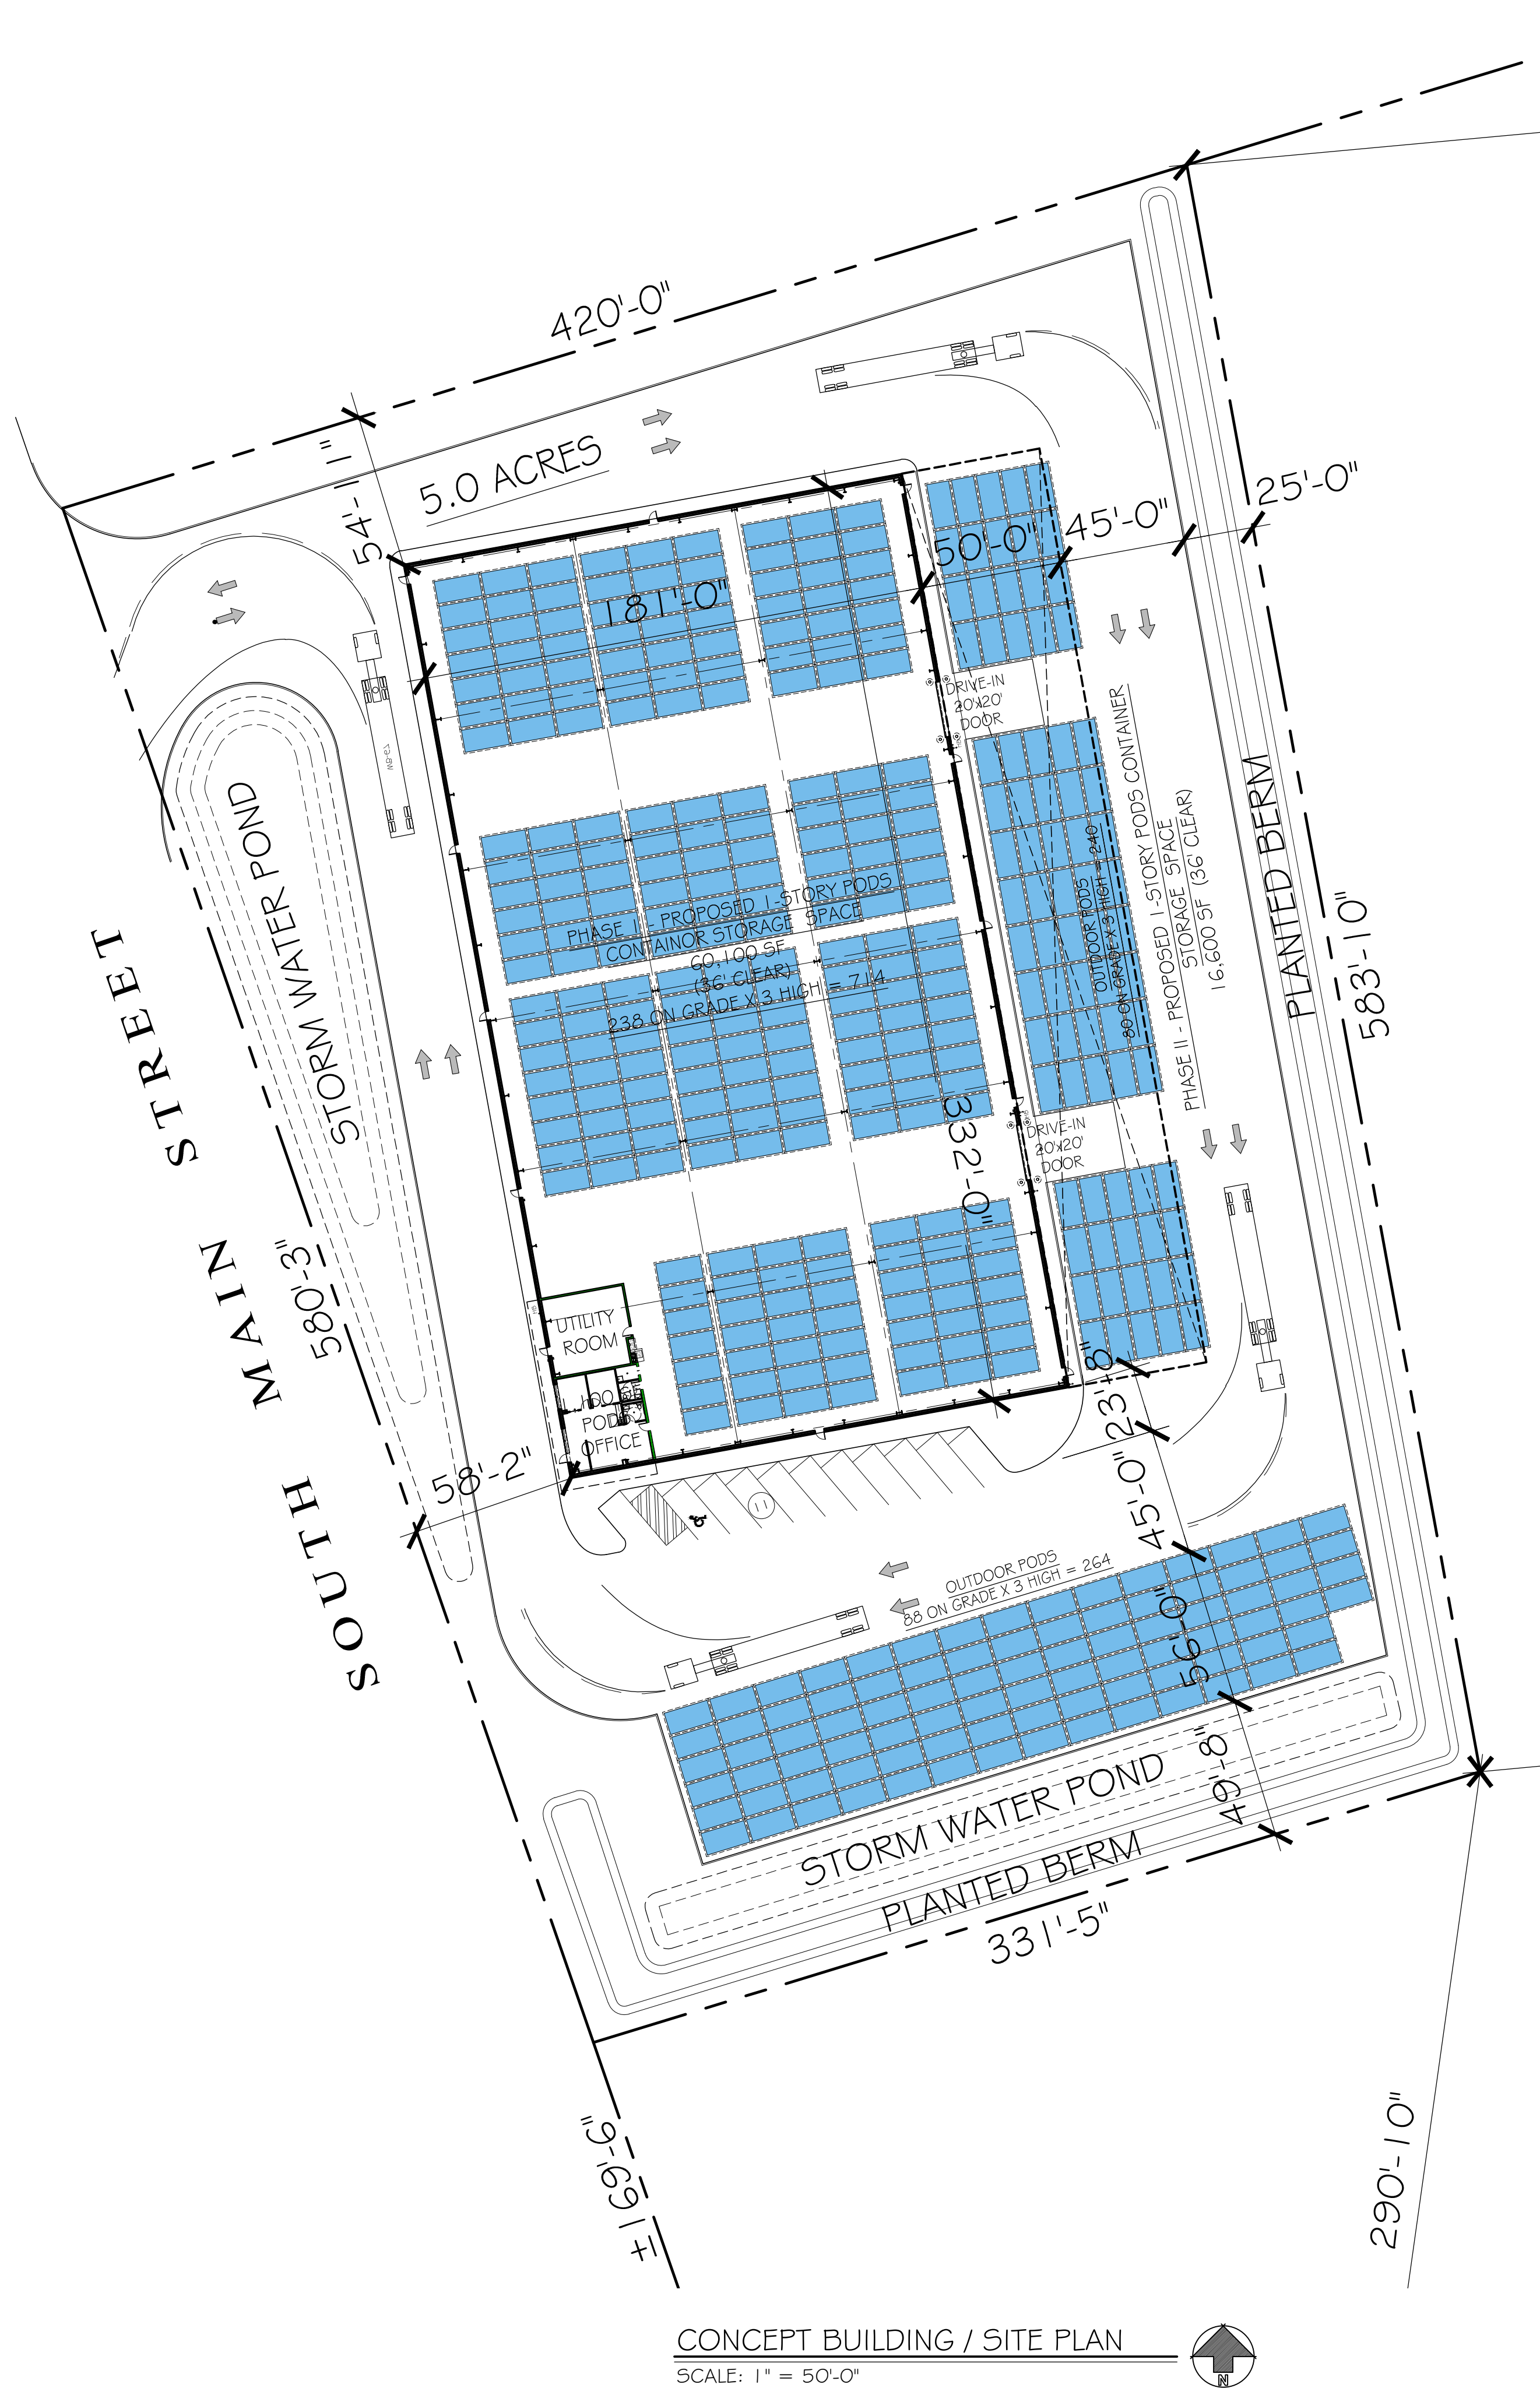 420'-0"
5.0 ACRES
54'-11"
25'-0"
45'-0"
50'-0"
181'-0"
DRIVE-IN
20'x20'
DOOR
WB-67
STORM WATER POND
PHASE 1 - PROPOSED 1-STORY PODS
CONTAINOR STORAGE SPACE
60,100 SF
(36' CLEAR)
238 ON GRADE X 3 HIGH = 714
OUTDOOR PODS
80 ON GRADE X 3 HIGH = 240
PHASE II - PROPOSED 1-STORY PODS CONTAINER
STORAGE SPACE
16,600 SF (36' CLEAR)
PLANTED BERM
583'-10"
SOUTH MAIN STREET
580'-3"
332'-0"
DRIVE-IN
20'x20'
DOOR
UTILITY
ROOM
PODS
OFFICE
58'-2"
11
23'-8"
45'-0"
OUTDOOR PODS
88 ON GRADE X 3 HIGH = 264
56'-0"
49'-8"
STORM WATER POND
PLANTED BERM
331'-5"
±169'-6"
290'-10"
CONCEPT BUILDING / SITE PLAN
SCALE: 1" = 50'-0"
N